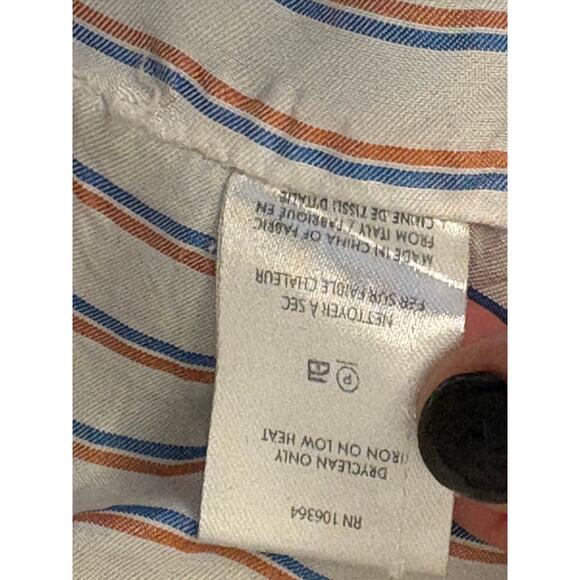 RN 106364
DRYCLEAN ONLY
IRON ON LOW HEAT
P
NETTOYER À SEC
FER SUR FAIBLE CHALEUR
MADE IN CHINA OF FABRIC
FROM ITALY / FABRIQUÉ EN
CHINE DE TISSU D'ITALIE